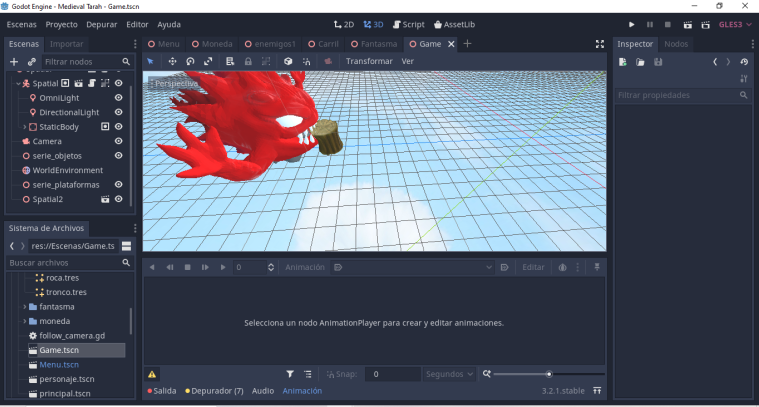 Godot Engine - Medieval Tarah - Game.tscn
Escena Proyecto Depurar Editor Ayuda
2D 3D Script AssetLib
GLES3
Escenas Importar
Menu Moneda enemigos1 Carril Fantasma Game
Inspector Nodos
Filtrar nodos
Transformar Ver
Filtrar propiedades
Perspectiva
Spatial
OmniLight
DirectionalLight
StaticBody
Camera
serie_objetos
WorldEnvironment
serie_plataformas
Spatial2
Sistema de Archivos
res://Escenas/Game.ts
Buscar archivos
roca.tres
tronco.tres
fantasma
moneda
follow_camera.gd
Game.tscn
Menu.tscn
personaje.tscn
principal.tscn
0 Animación Editar
Selecciona un nodo AnimationPlayer para crear y editar animaciones.
Snap: 0 Segundos
Salida Depurador (7) Audio Animación 3.2.1.stable